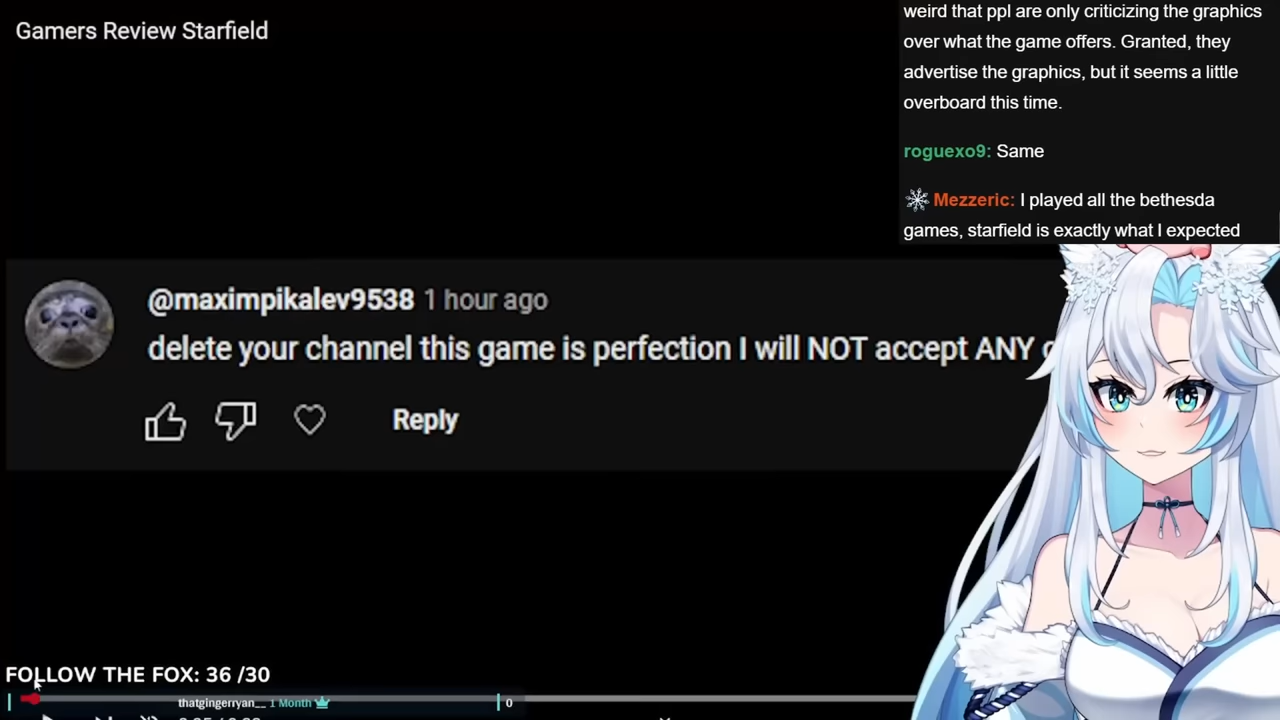 Gamers Review Starfield
weird that ppl are only criticizing the graphics
over what the game offers. Granted, they
advertise the graphics, but it seems a little
overboard this time.
roguexo9: Same
Mezzeric: I played all the bethesda
games, starfield is exactly what I expected
@maximpikalev9538 1 hour ago
delete your channel this game is perfection I will NOT accept ANY
Reply
FOLLOW THE FOX: 36 /30
thatgingerryan__ 1 Month
0